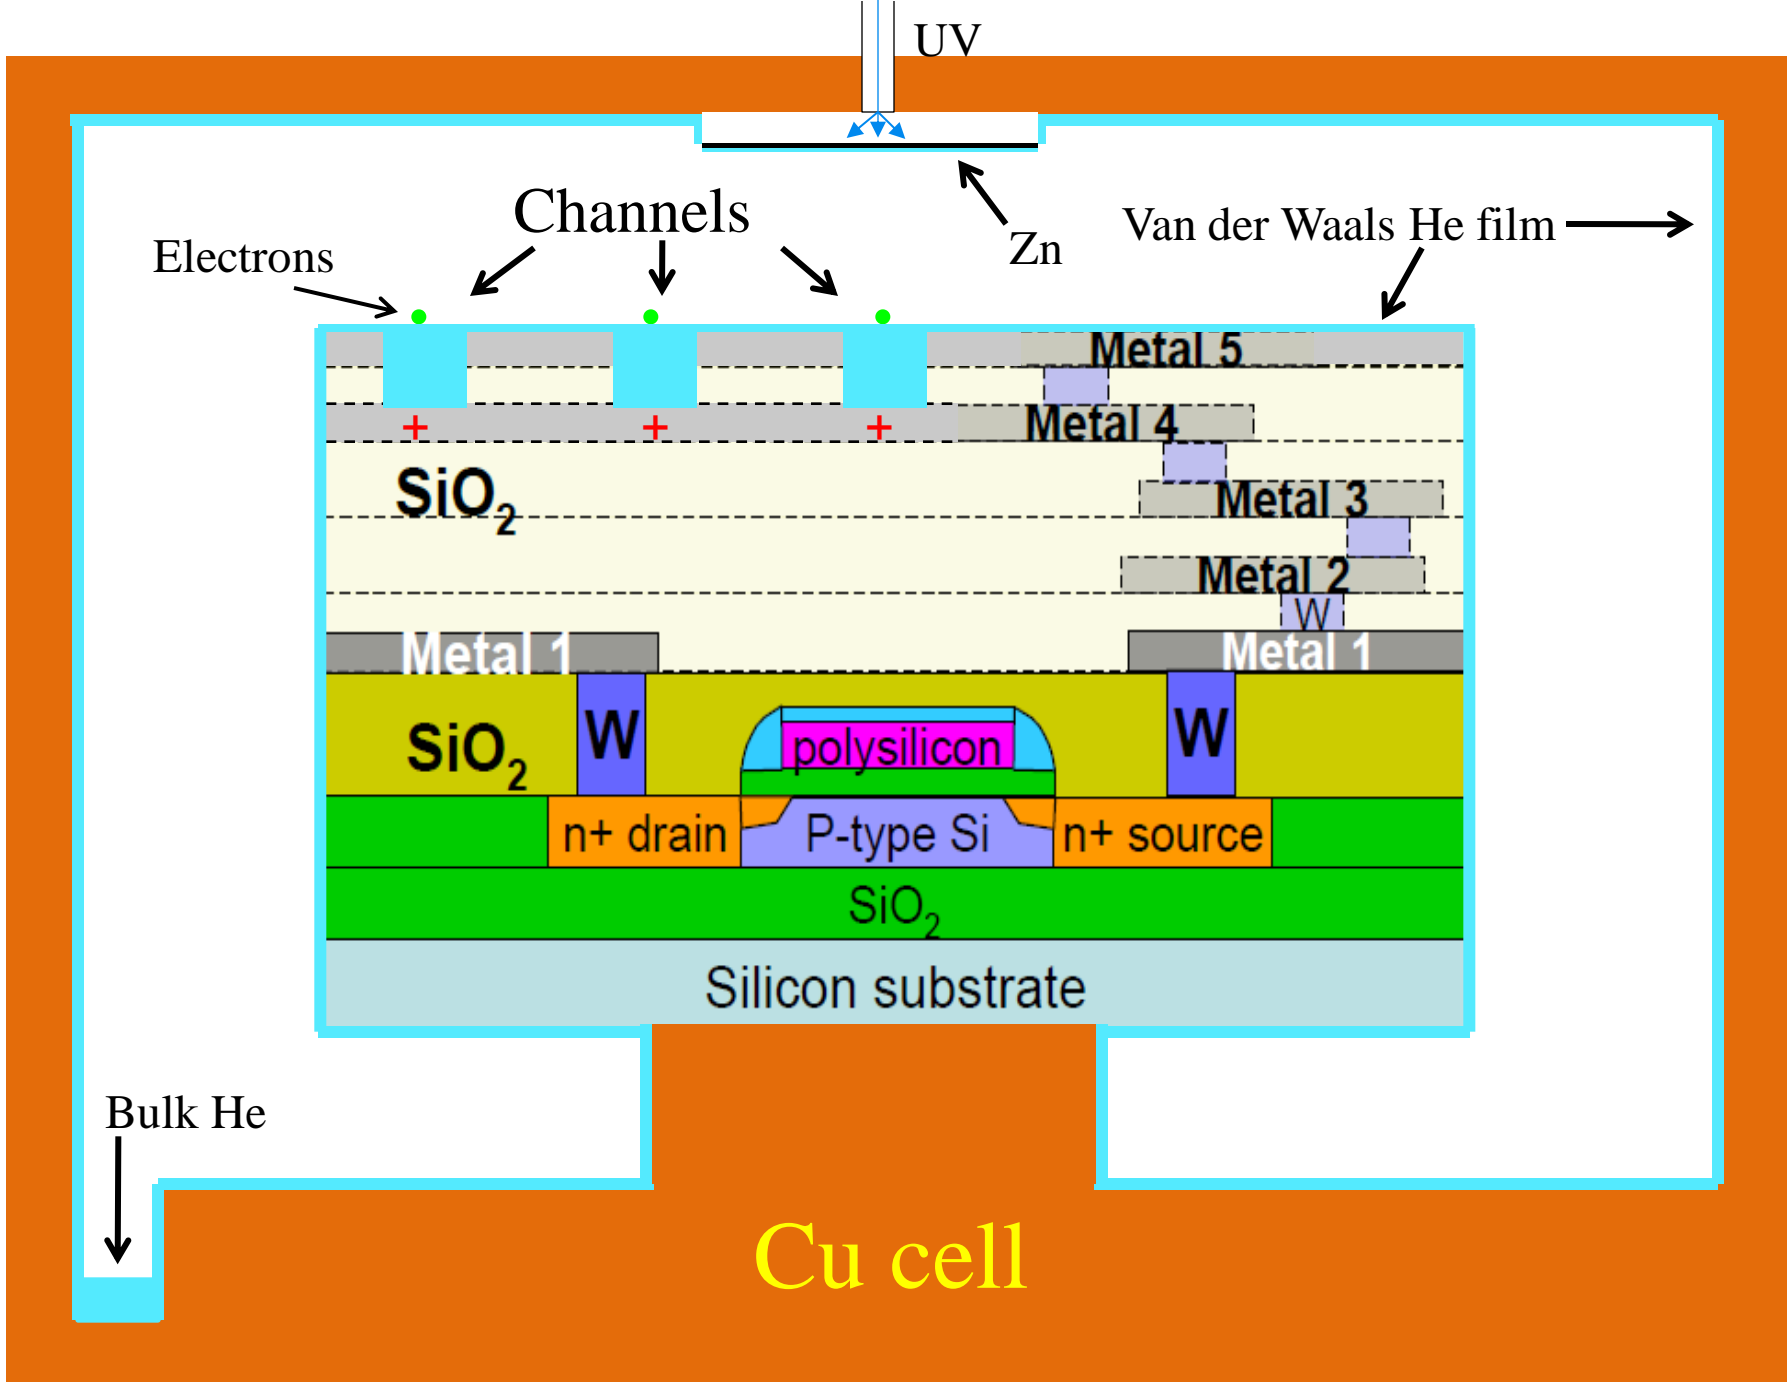 UV
Channels
Electrons
Zn
Van der Waals He film
Metal 5
+ + +
Metal 4
SiO₂
Metal 3
Metal 2
W
Metal 1
Metal 1
SiO₂
W
polysilicon
W
n+ drain
P-type Si
n+ source
SiO₂
Silicon substrate
Bulk He
Cu cell